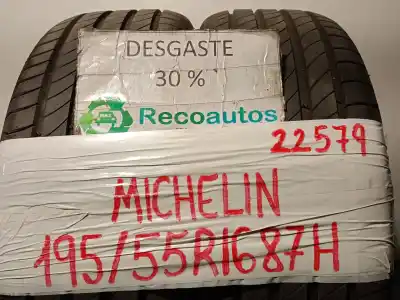 DESGASTE
30 %
Recoautos
22579
MICHELIN
195/55R1687H